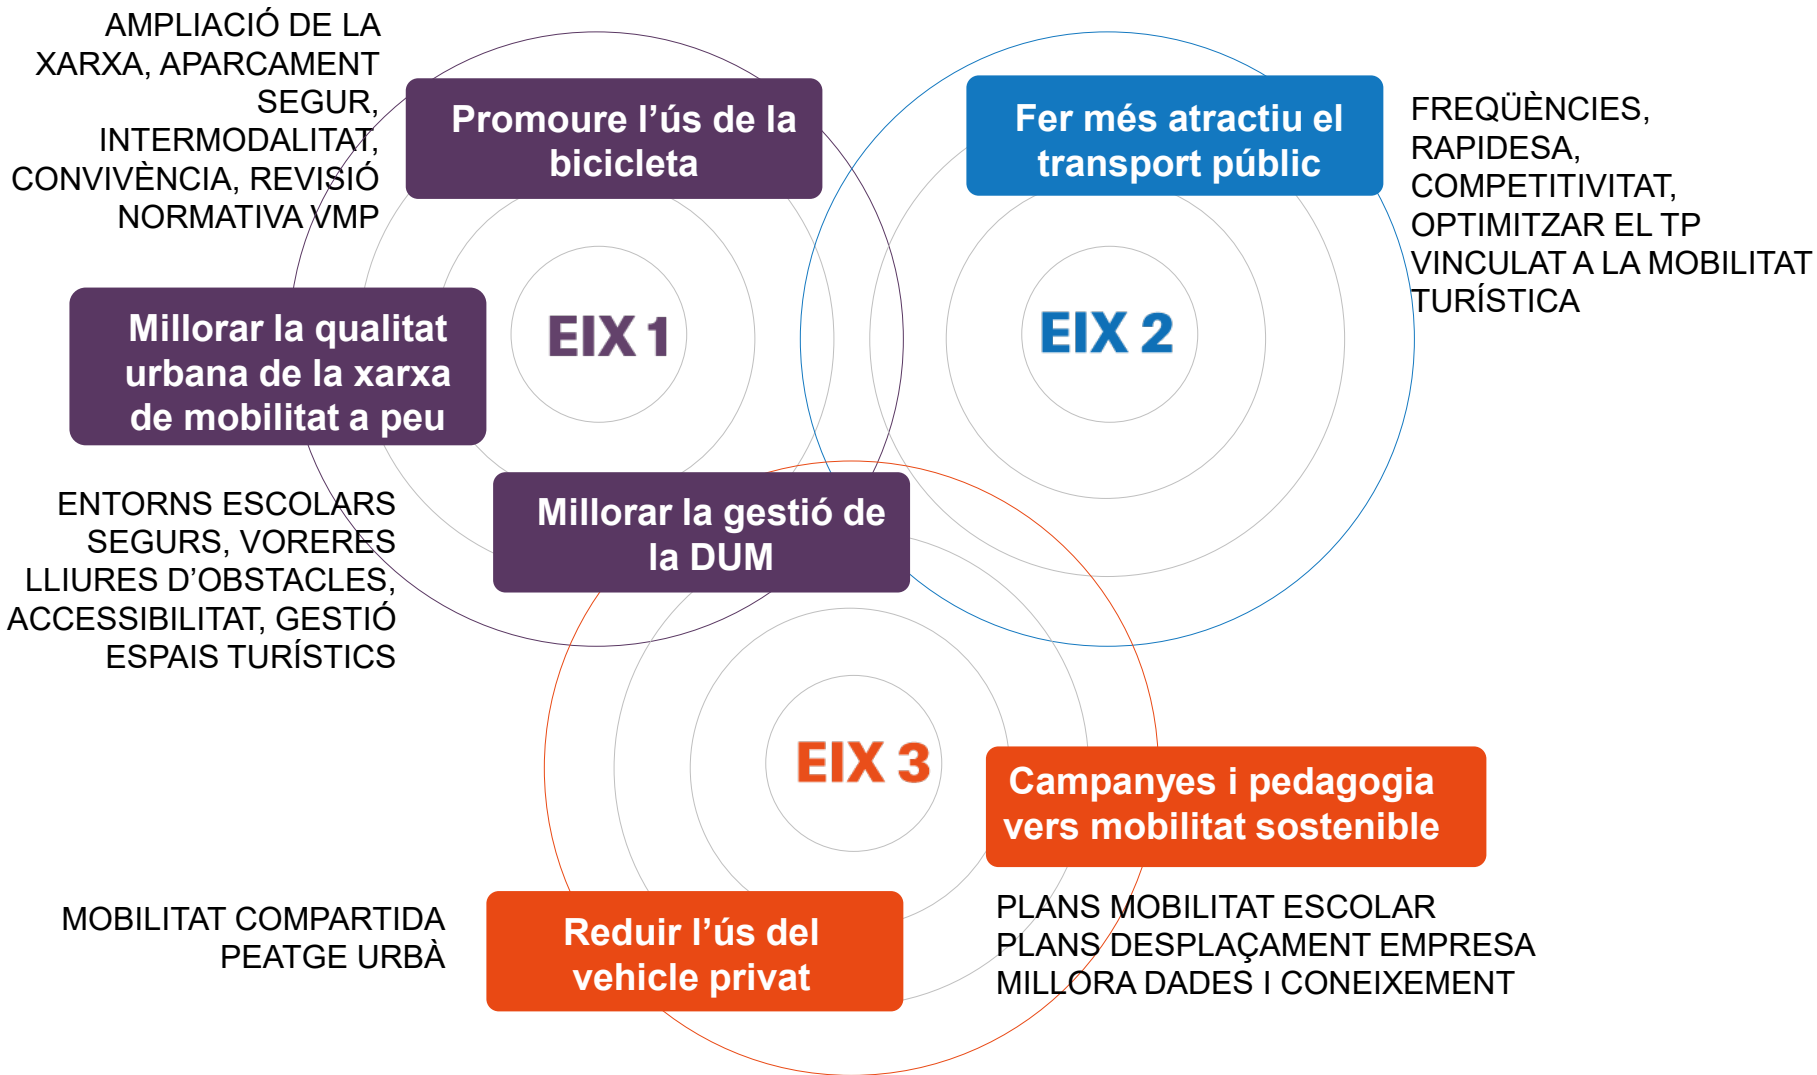 AMPLIACIÓ DE LA
XARXA, APARCAMENT
SEGUR,
INTERMODALITAT,
CONVIVÈNCIA, REVISIÓ
NORMATIVA VMP
Promoure l’ús de la
bicicleta
Fer més atractiu el
transport públic
FREQÜÈNCIES,
RAPIDESA,
COMPETITIVITAT,
OPTIMITZAR EL TP
VINCULAT A LA MOBILITAT
TURÍSTICA
Millorar la qualitat
urbana de la xarxa
de mobilitat a peu
EIX 1
EIX 2
ENTORNS ESCOLARS
SEGURS, VORERES
LLIURES D’OBSTACLES,
ACCESSIBILITAT, GESTIÓ
ESPAIS TURÍSTICS
Millorar la gestió de
la DUM
EIX 3
Campanyes i pedagogia
vers mobilitat sostenible
MOBILITAT COMPARTIDA
PEATGE URBÀ
Reduir l’ús del
vehicle privat
PLANS MOBILITAT ESCOLAR
PLANS DESPLAÇAMENT EMPRESA
MILLORA DADES I CONEIXEMENT